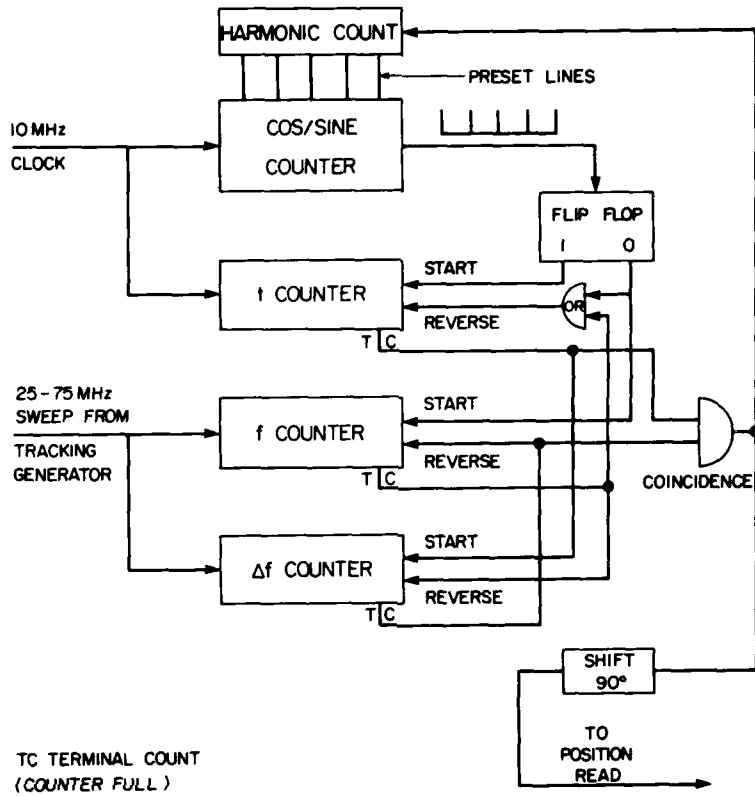 HARMONIC COUNT
PRESET LINES
10 MHz
CLOCK
COS/SINE
COUNTER
FLIP FLOP
1 0
START
t COUNTER
OR
REVERSE
T C
25-75 MHz
SWEEP FROM
TRACKING
GENERATOR
START
f COUNTER
REVERSE
T C
COINCIDENCE
START
Δf COUNTER
REVERSE
T C
SHIFT
90°
TO
POSITION
READ
TC TERMINAL COUNT
(COUNTER FULL)